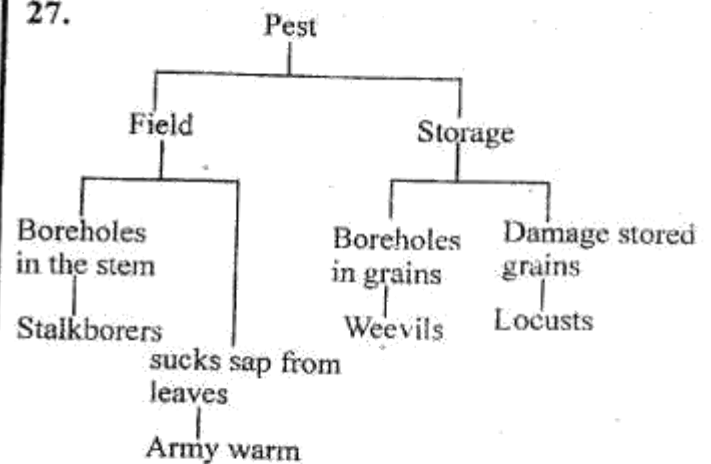 27.
Pest
Field
Storage
Boreholes
in the stem
Stalkborers
sucks sap from
leaves
Army warm
Boreholes
in grains
Weevils
Damage stored
grains
Locusts